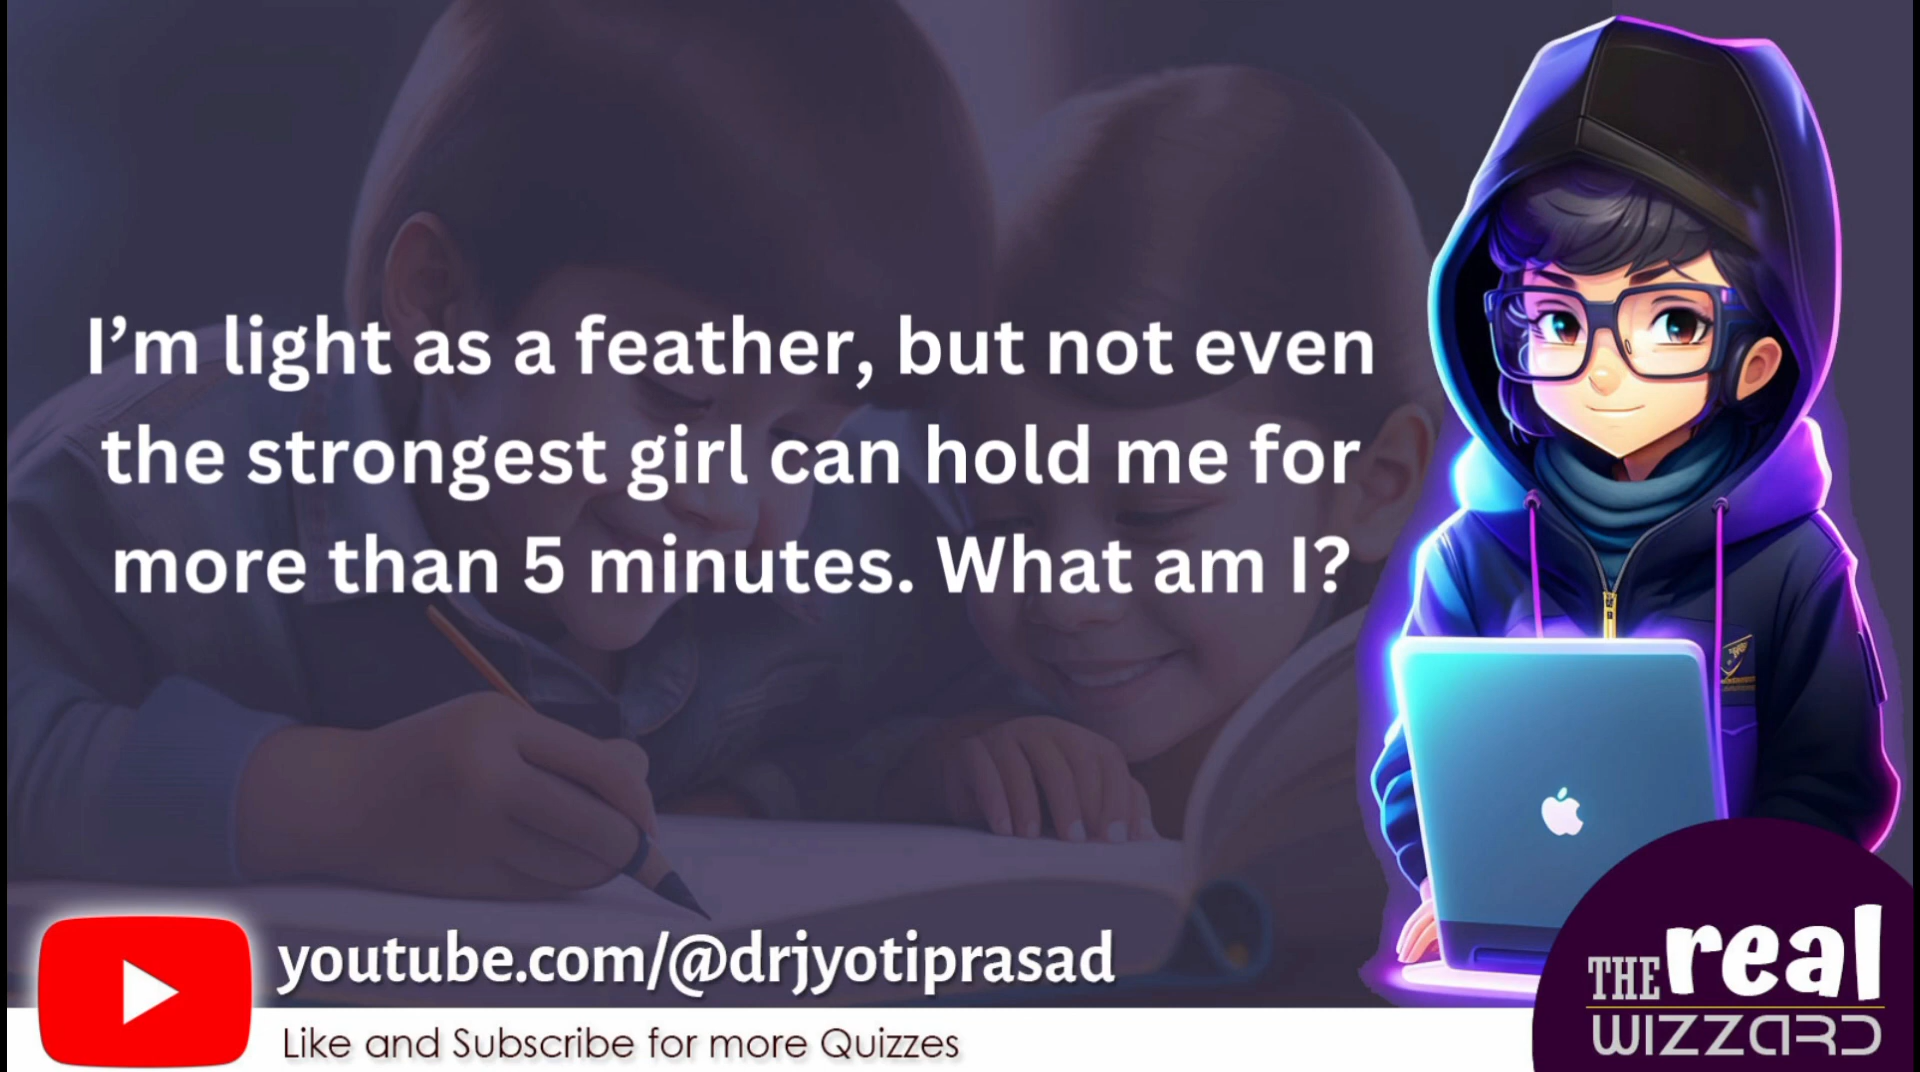 I’m light as a feather, but not even
the strongest girl can hold me for
more than 5 minutes. What am I?
youtube.com/@drjyotiprasad
Like and Subscribe for more Quizzes
THE real
WIZZARD